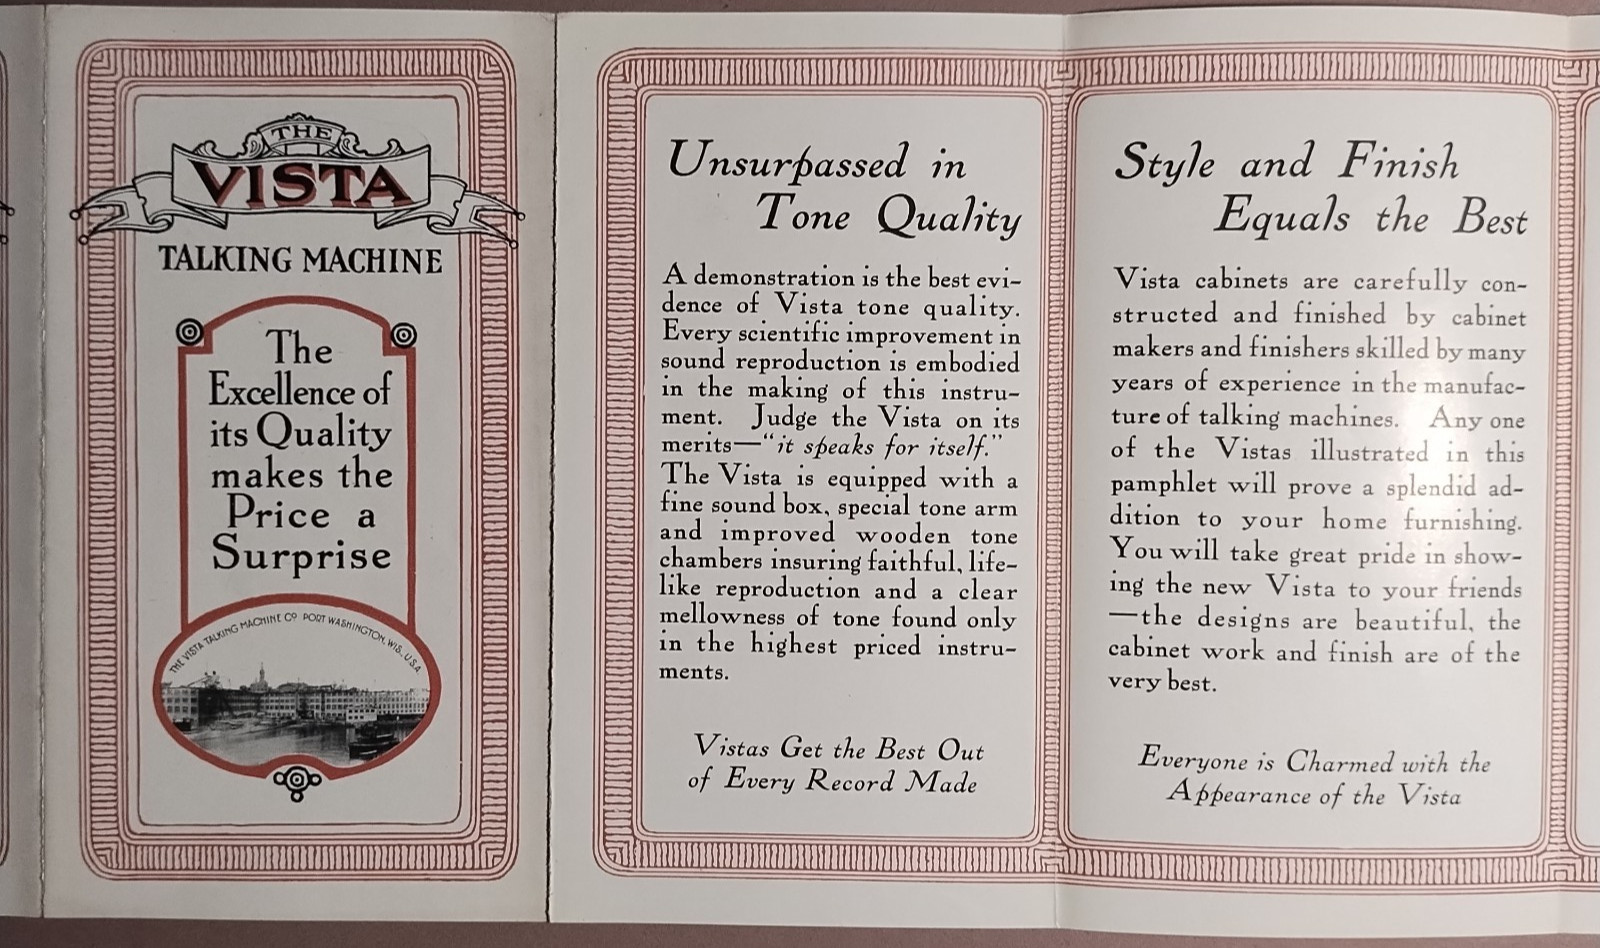 THE
VISTA
TALKING MACHINE
The
Excellence of
its Quality
makes the
Price a
Surprise
THE VISTA TALKING MACHINE CO PORT WASHINGTON, WIS., U.S.A.
Unsurpassed in
Tone Quality
A demonstration is the best evi-
dence of Vista tone quality.
Every scientific improvement in
sound reproduction is embodied
in the making of this instru-
ment. Judge the Vista on its
merits—"it speaks for itself."
The Vista is equipped with a
fine sound box, special tone arm
and improved wooden tone
chambers insuring faithful, life-
like reproduction and a clear
mellowness of tone found only
in the highest priced instru-
ments.
Vistas Get the Best Out
of Every Record Made
Style and Finish
Equals the Best
Vista cabinets are carefully con-
structed and finished by cabinet
makers and finishers skilled by many
years of experience in the manufac-
ture of talking machines. Any one
of the Vistas illustrated in this
pamphlet will prove a splendid ad-
dition to your home furnishing.
You will take great pride in show-
ing the new Vista to your friends
—the designs are beautiful, the
cabinet work and finish are of the
very best.
Everyone is Charmed with the
Appearance of the Vista